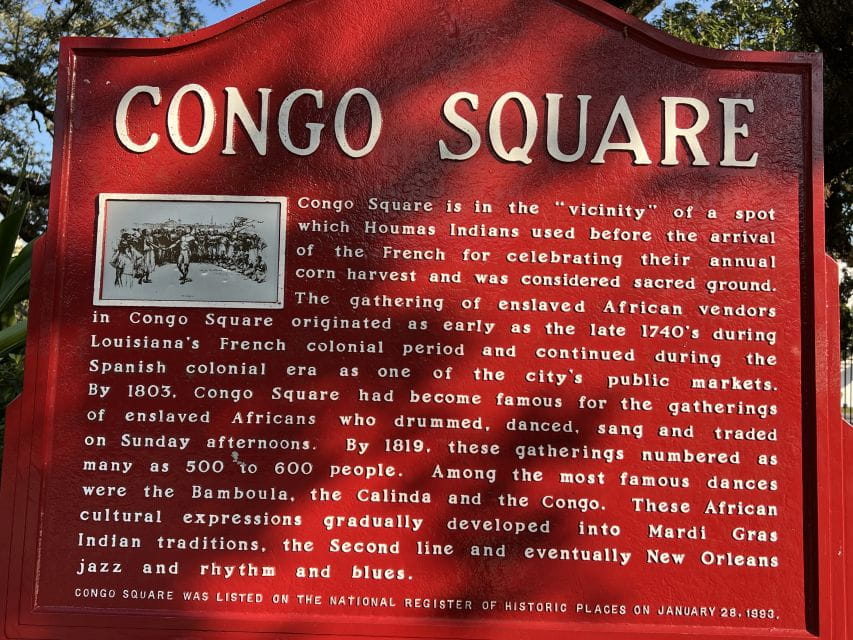 CONGO SQUARE
Congo Square is in the "vicinity" of a spot
which Houmas Indians used before the arrival
of the French for celebrating their annual
corn harvest and was considered sacred ground.
The gathering of enslaved African vendors
in Congo Square originated as early as the late 1740's during
Louisiana's French colonial period and continued during the
Spanish colonial era as one of the city's public markets.
By 1803, Congo Square had become famous for the gatherings
of enslaved Africans who drummed, danced, sang and traded
on Sunday afternoons. By 1819, these gatherings numbered as
many as 500 to 600 people. Among the most famous dances
were the Bamboula, the Calinda and the Congo. These African
cultural expressions gradually developed into Mardi Gras
Indian traditions, the Second line and eventually New Orleans
jazz and rhythm and blues.
CONGO SQUARE WAS LISTED ON THE NATIONAL REGISTER OF HISTORIC PLACES ON JANUARY 28, 1993.